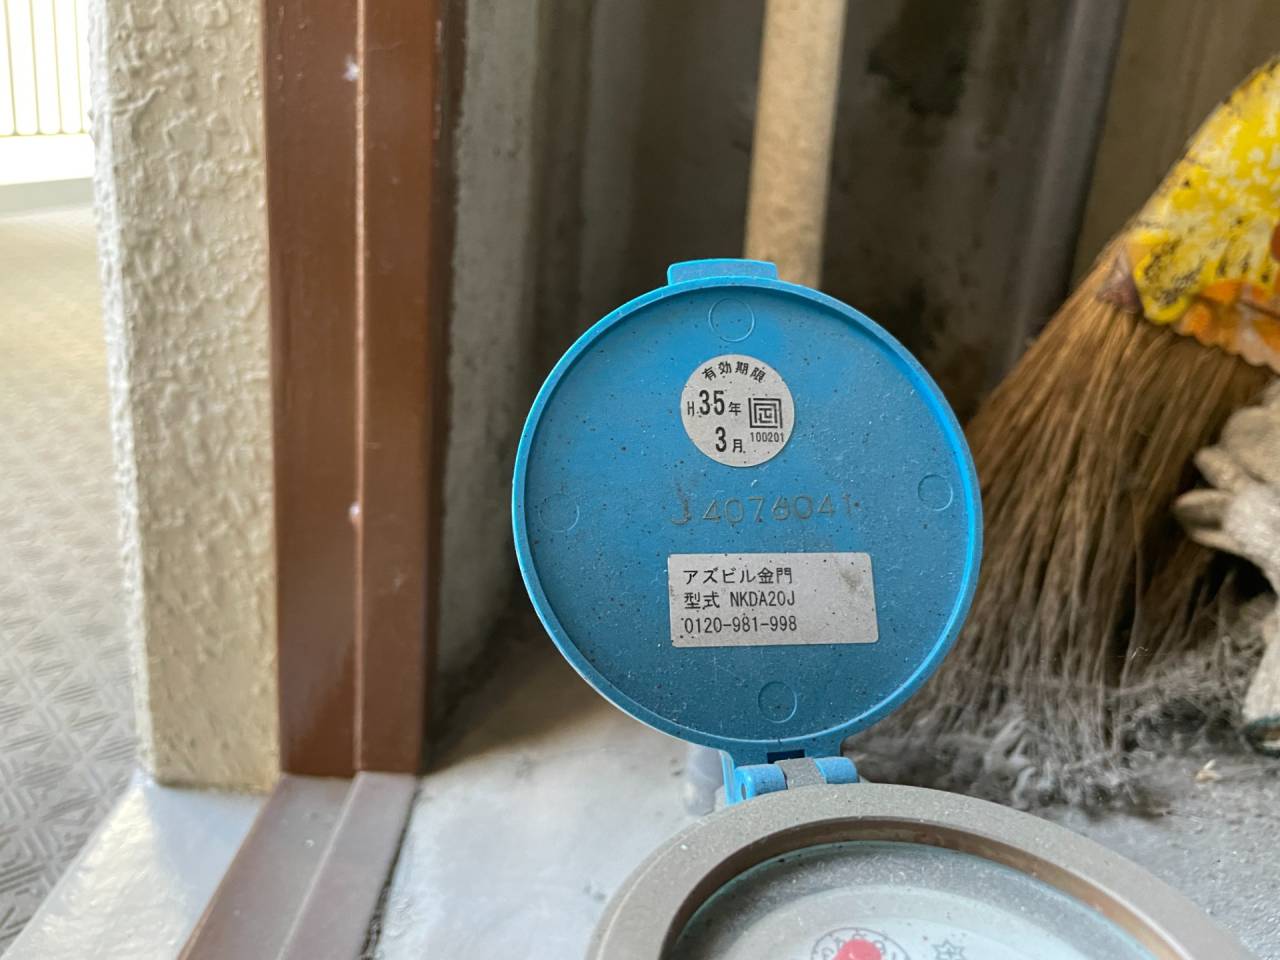 有効期限
H.35年
3月
100201
J4076041
アズビル金門
型式 NKDA20J
0120-981-998